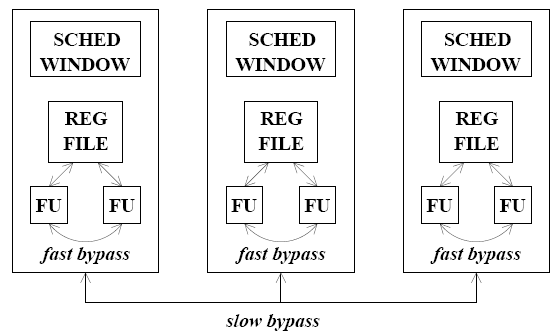 SCHED
WINDOW
REG
FILE
FU
FU
fast bypass
SCHED
WINDOW
REG
FILE
FU
FU
fast bypass
SCHED
WINDOW
REG
FILE
FU
FU
fast bypass
slow bypass